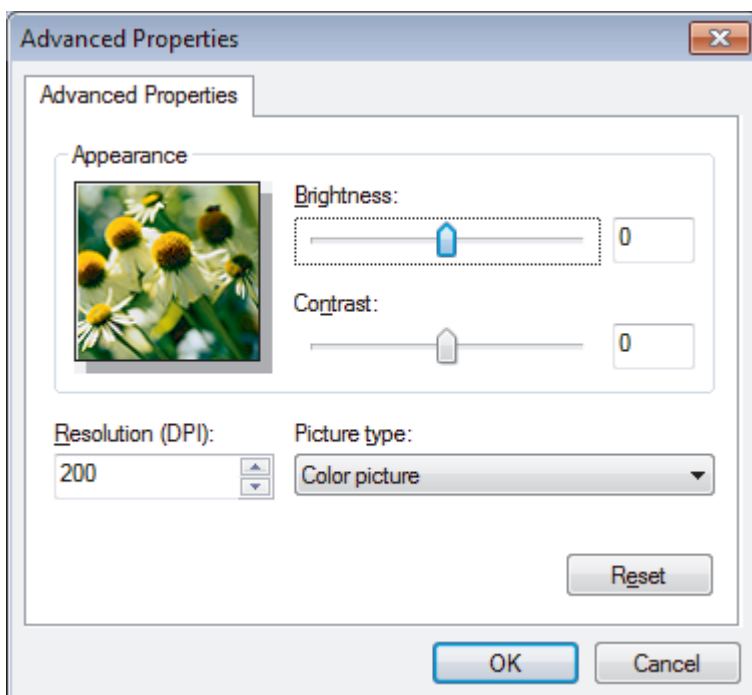 Advanced Properties
Advanced Properties
Appearance
Brightness:
0
Contrast:
0
Resolution (DPI):
200
Picture type:
Color picture
Reset
OK
Cancel